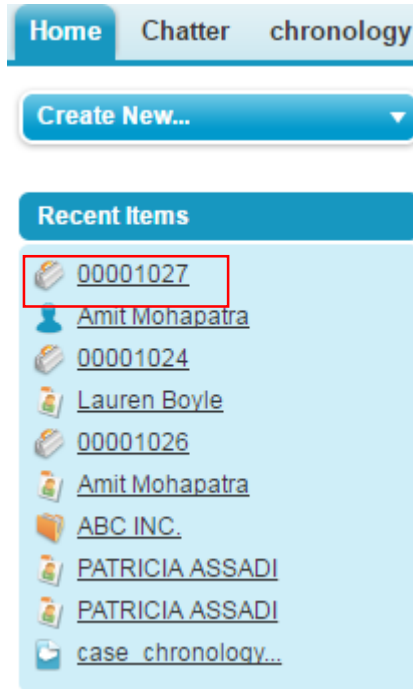 Home Chatter chronology
Create New...
Recent Items
00001027
Amit Mohapatra
00001024
Lauren Boyle
00001026
Amit Mohapatra
ABC INC.
PATRICIA ASSADI
PATRICIA ASSADI
case_chronology...